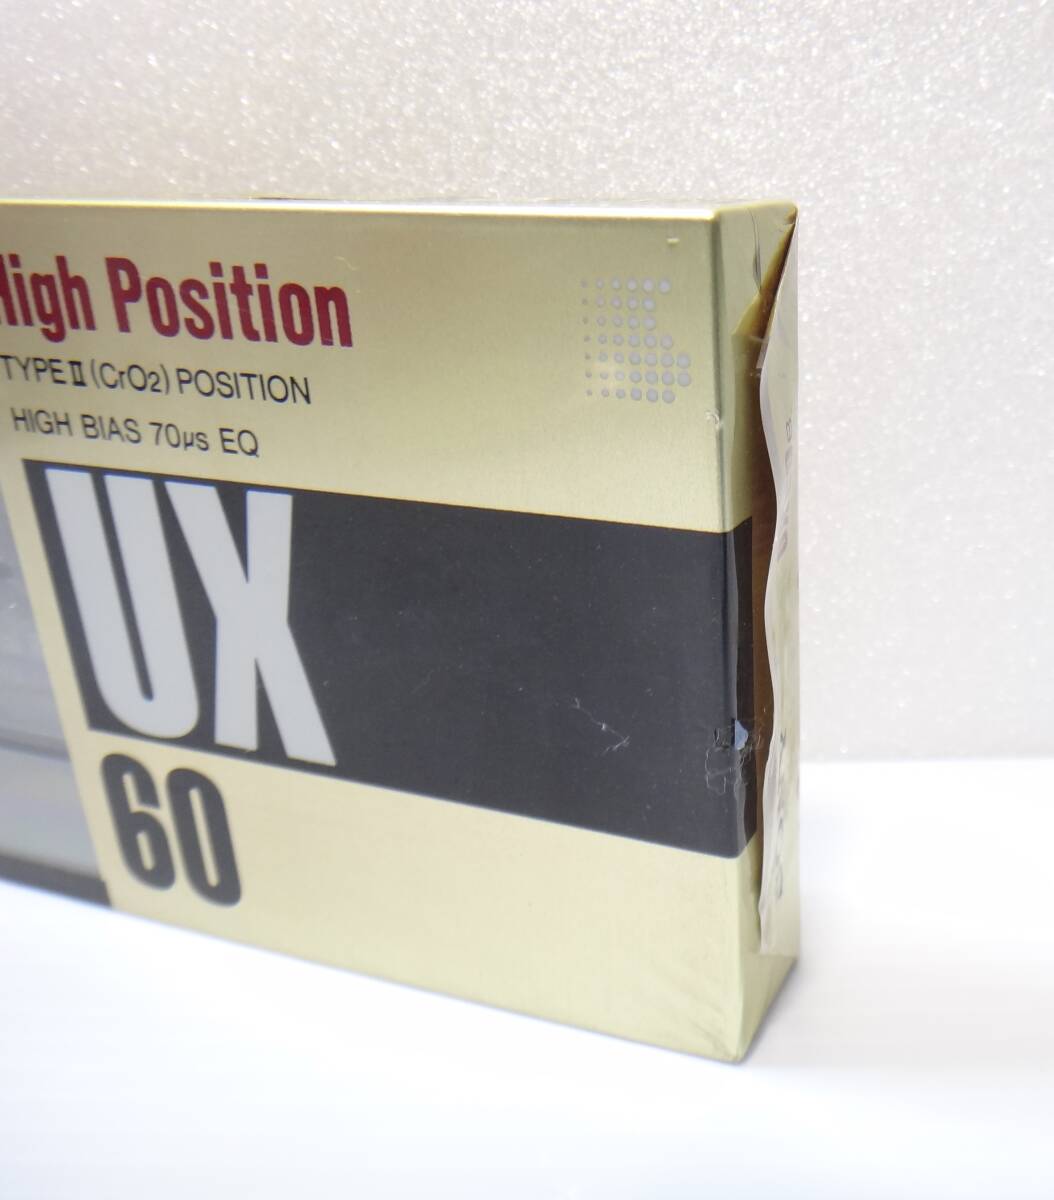 High Position
TYPE II (CrO2) POSITION
HIGH BIAS 70μs EQ
UX
60